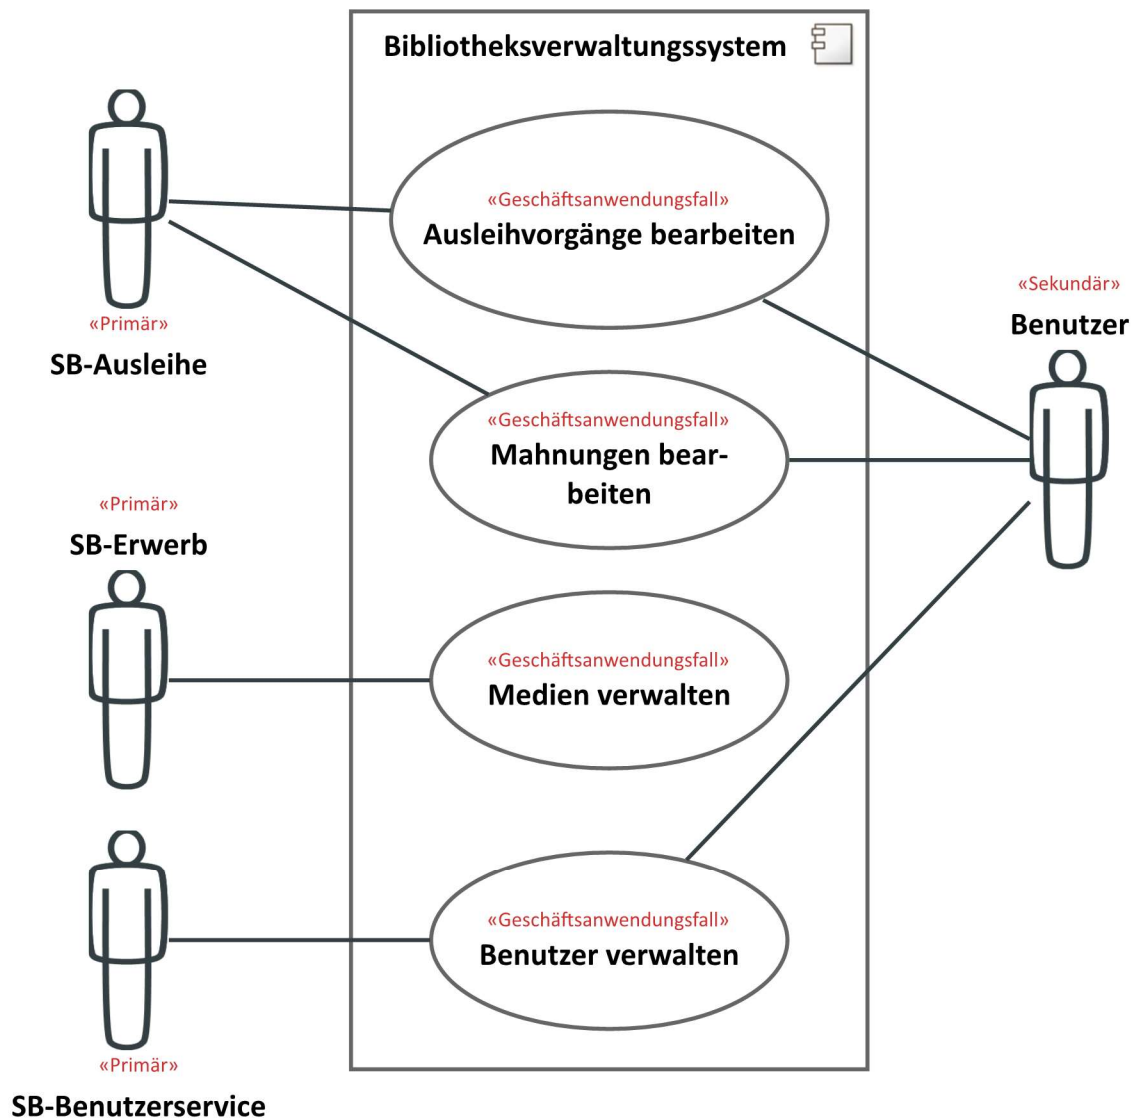 Bibliotheksverwaltungssystem
«Geschäftsanwendungsfall»
Ausleihvorgänge bearbeiten
«Primär»
SB-Ausleihe
«Sekundär»
Benutzer
«Geschäftsanwendungsfall»
Mahnungen bear-
beiten
«Primär»
SB-Erwerb
«Geschäftsanwendungsfall»
Medien verwalten
«Geschäftsanwendungsfall»
Benutzer verwalten
«Primär»
SB-Benutzerservice